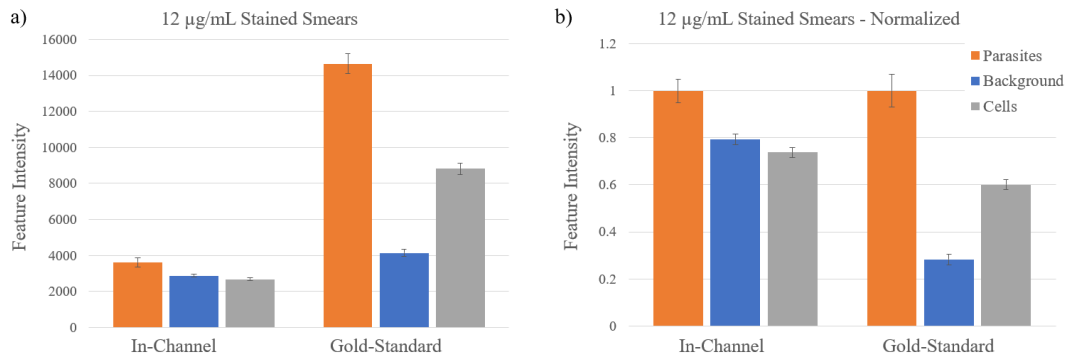 a)
12 µg/mL Stained Smears
Feature Intensity
16000
14000
12000
10000
8000
6000
4000
2000
0
In-Channel
Gold-Standard
b)
12 µg/mL Stained Smears - Normalized
Feature Intensity
1.2
1
0.8
0.6
0.4
0.2
0
In-Channel
Gold-Standard
Parasites
Background
Cells